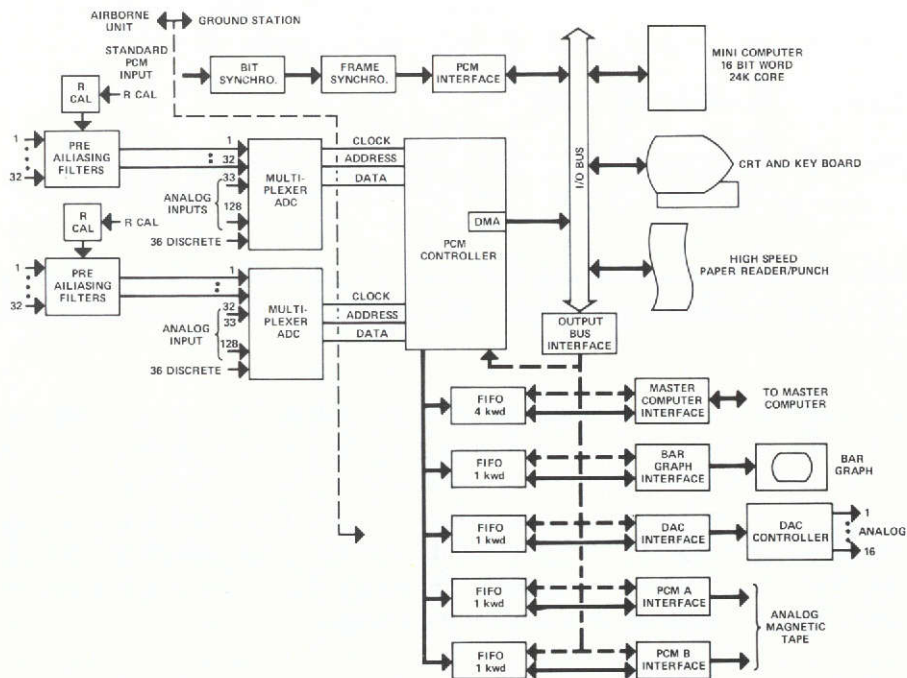 AIRBORNE
UNIT
GROUND STATION
STANDARD
PCM
INPUT
BIT
SYNCHRO.
FRAME
SYNCHRO.
PCM
INTERFACE
MINI COMPUTER
16 BIT WORD
24K CORE
R
CAL
R CAL
1
32
PRE
AILIASING
FILTERS
1
32
33
128
ANALOG
INPUTS
36 DISCRETE
MULTI-
PLEXER
ADC
CLOCK
ADDRESS
DATA
DMA
PCM
CONTROLLER
I/O BUS
CRT AND KEY BOARD
HIGH SPEED
PAPER READER/PUNCH
R
CAL
R CAL
1
32
PRE
AILIASING
FILTERS
1
32
33
128
ANALOG
INPUT
36 DISCRETE
MULTI-
PLEXER
ADC
CLOCK
ADDRESS
DATA
OUTPUT
BUS
INTERFACE
FIFO
4 kwd
MASTER
COMPUTER
INTERFACE
TO MASTER
COMPUTER
FIFO
1 kwd
BAR
GRAPH
INTERFACE
BAR
GRAPH
FIFO
1 kwd
DAC
INTERFACE
DAC
CONTROLLER
1
ANALOG
16
FIFO
1 kwd
PCM A
INTERFACE
ANALOG
MAGNETIC
TAPE
FIFO
1 kwd
PCM B
INTERFACE